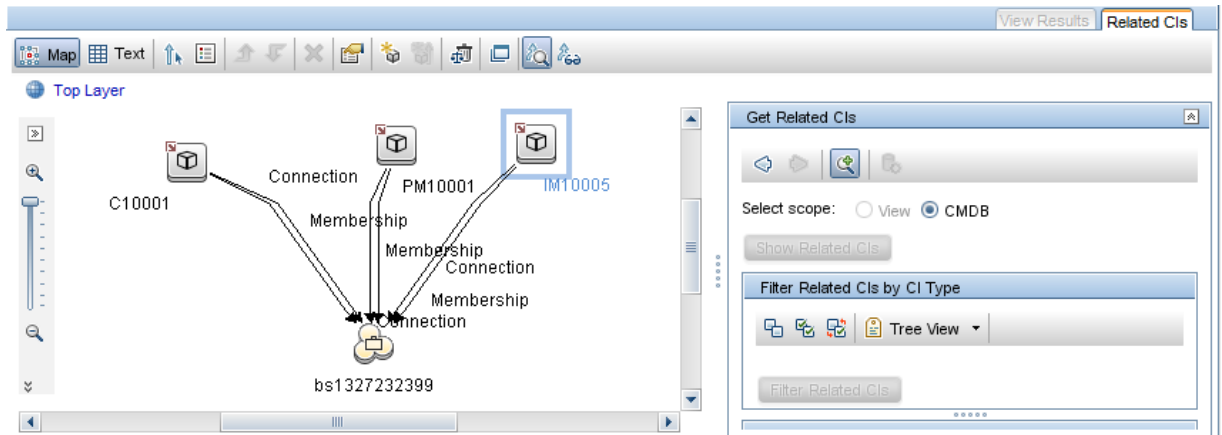 View Results Related CIs
Map Text
Top Layer
Get Related CIs
Connection
PM10001
IM10005
C10001
Select scope: View CMDB
Membership
Show Related CIs
Membership
Connection
Filter Related CIs by CI Type
Membership
Connection
Tree View
bs1327232399
Filter Related CIs